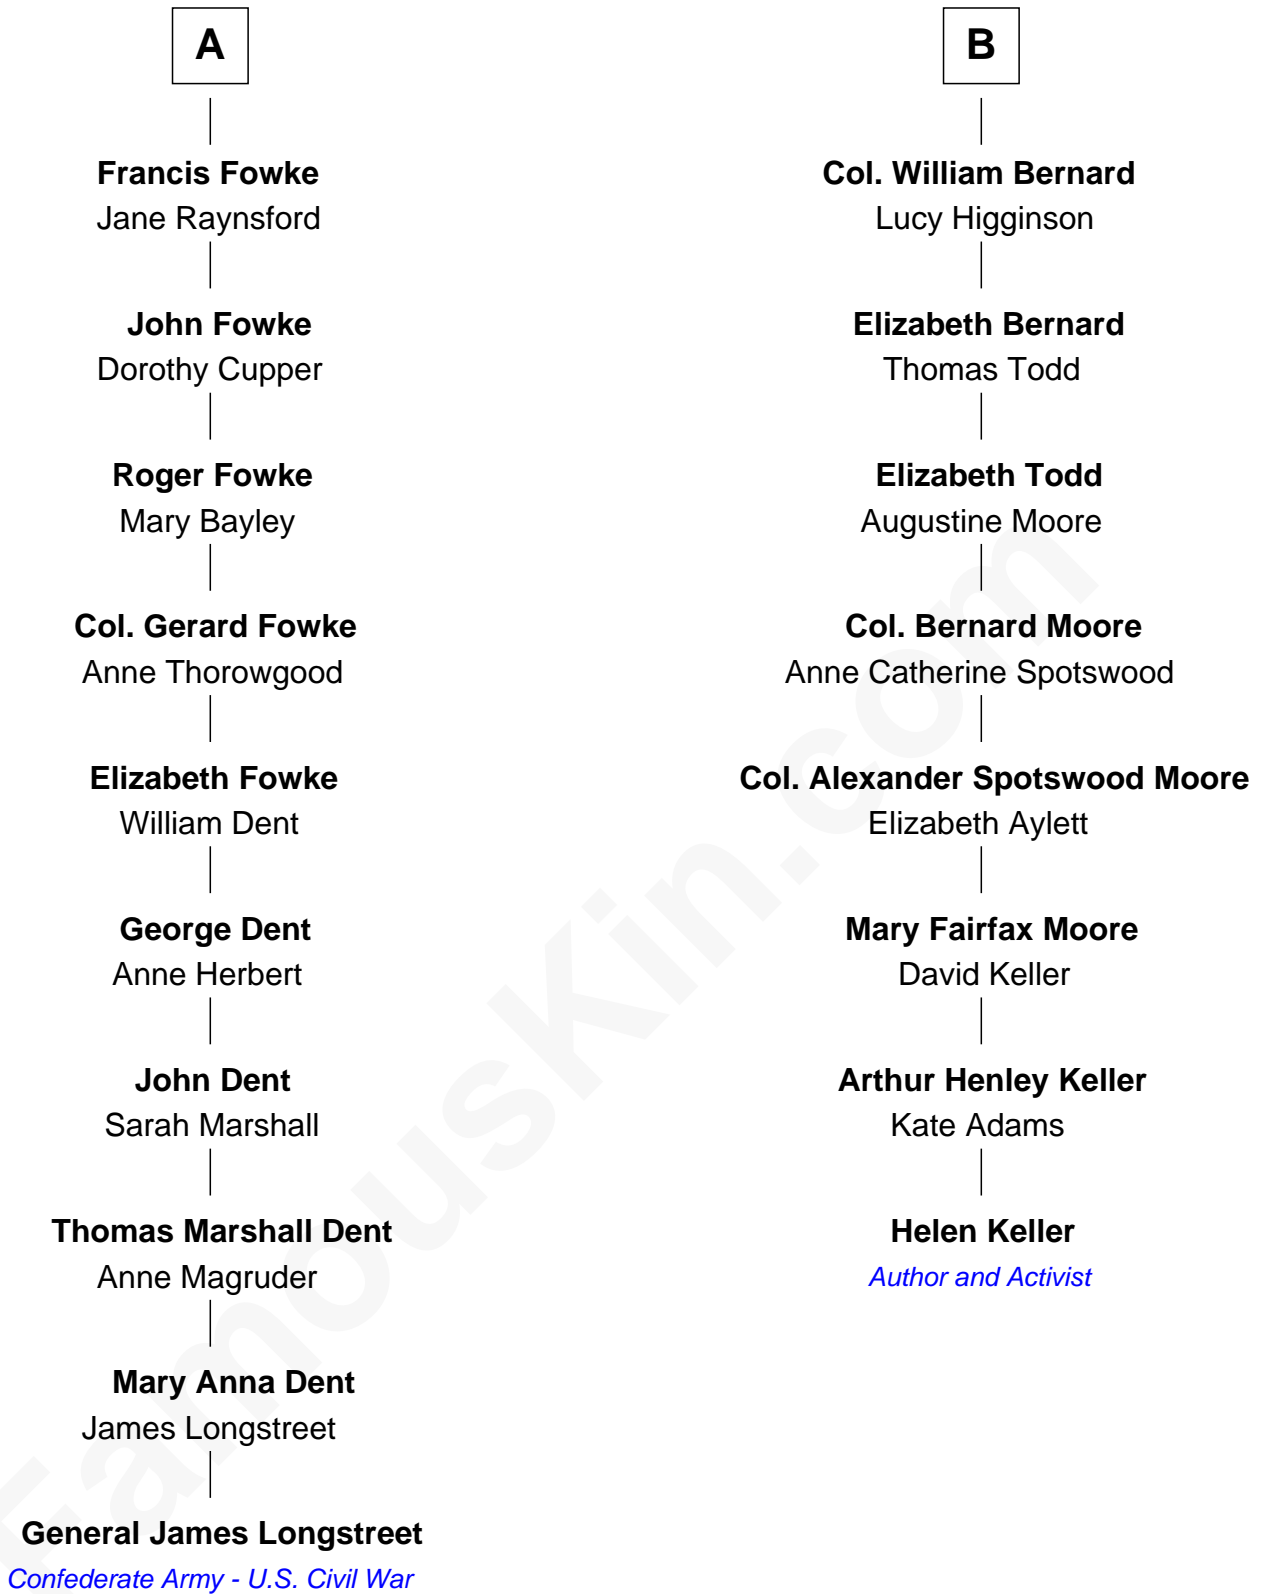 A
Francis Fowke
Jane Raynsford
John Fowke
Dorothy Cupper
Roger Fowke
Mary Bayley
Col. Gerard Fowke
Anne Thorowgood
Elizabeth Fowke
William Dent
George Dent
Anne Herbert
John Dent
Sarah Marshall
Thomas Marshall Dent
Anne Magruder
Mary Anna Dent
James Longstreet
General James Longstreet
Confederate Army - U.S. Civil War
B
Col. William Bernard
Lucy Higginson
Elizabeth Bernard
Thomas Todd
Elizabeth Todd
Augustine Moore
Col. Bernard Moore
Anne Catherine Spotswood
Col. Alexander Spotswood Moore
Elizabeth Aylett
Mary Fairfax Moore
David Keller
Arthur Henley Keller
Kate Adams
Helen Keller
Author and Activist
FamousKin.com